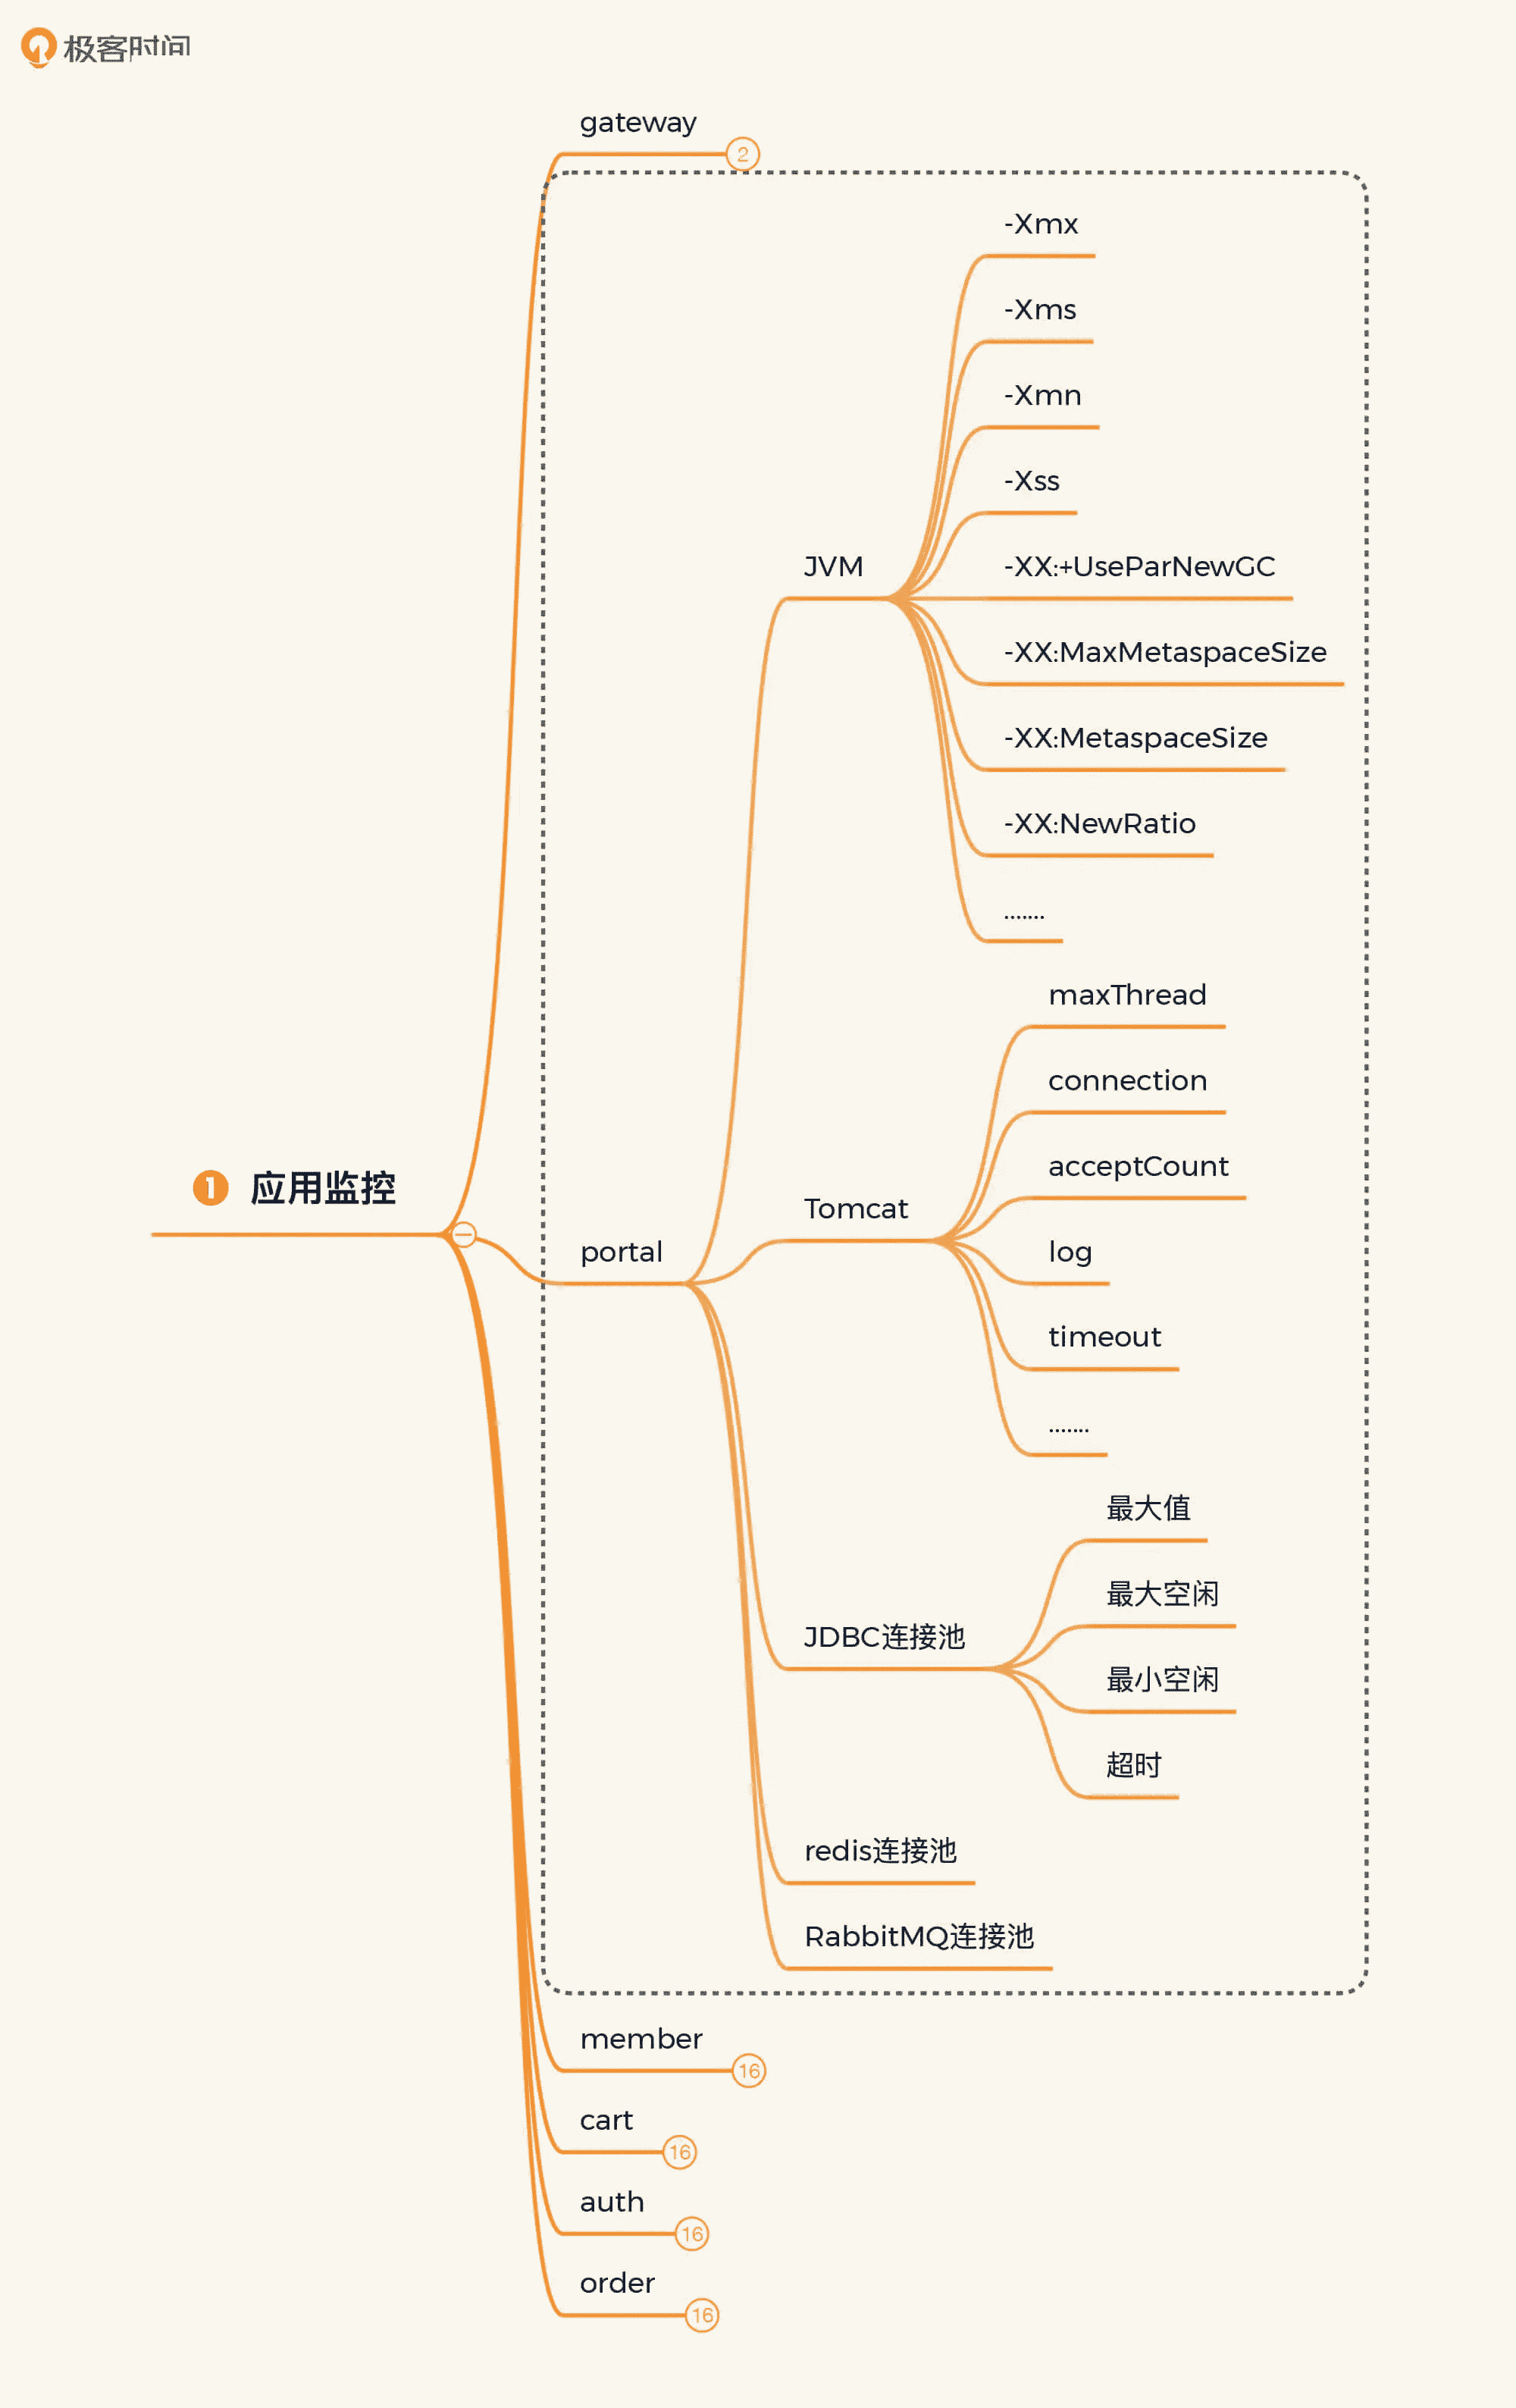 极客时间
gateway
2
-Xmx
-Xms
-Xmn
-Xss
JVM
-XX:+UseParNewGC
-XX:MaxMetaspaceSize
-XX:MetaspaceSize
-XX:NewRatio
.......
maxThread
connection
acceptCount
1 应用监控
Tomcat
portal
log
timeout
.......
最大值
最大空闲
JDBC连接池
最小空闲
超时
redis连接池
RabbitMQ连接池
member
16
cart
16
auth
16
order
16